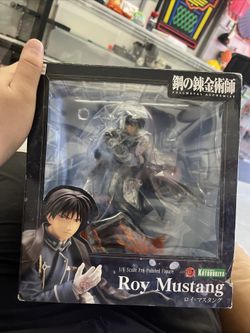 鋼の錬金術師
FULLMETAL ALCHEMIST
1/8 Scale Pre-Painted Figure
KOTOBUKIYA
Roy Mustang
ロイ・マスタング